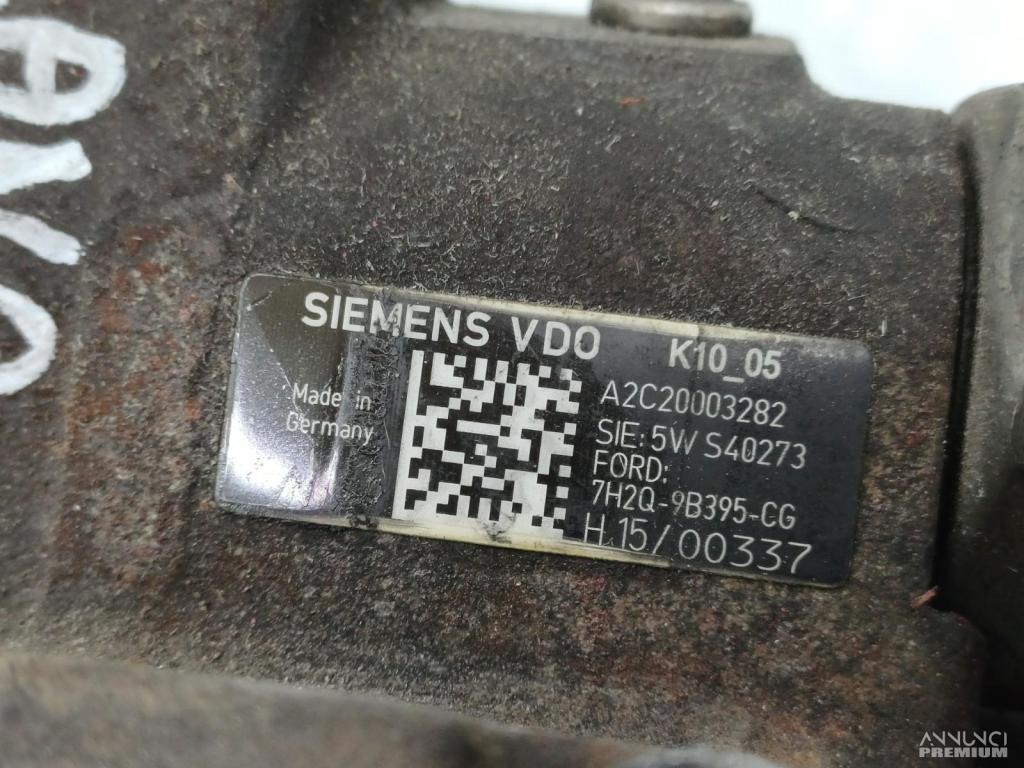 SIEMENS VDO
K10_05
Made in
Germany
A2C20003282
SIE: 5W S40273
FORD:
7H2Q-9B395-CG
H.15/00337
ANNUNCI
PREMIUM